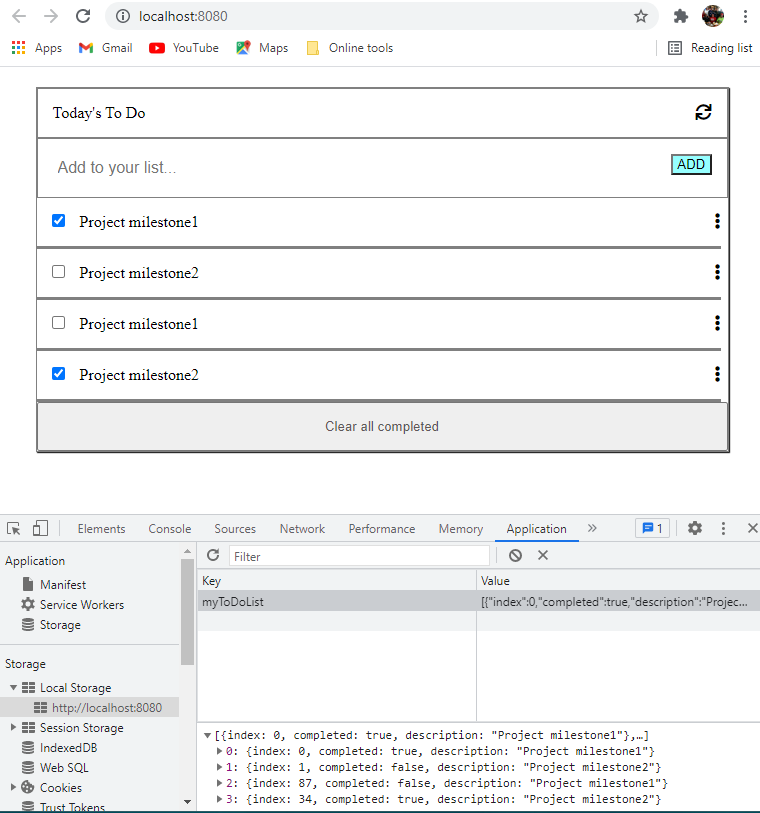 localhost:8080
Apps Gmail YouTube Maps Online tools Reading list
Today's To Do
Add to your list... ADD
Project milestone1
Project milestone2
Project milestone1
Project milestone2
Clear all completed
Elements Console Sources Network Performance Memory Application » 1
Application
Manifest
Service Workers
Storage
Storage
Local Storage
http://localhost:8080
Session Storage
IndexedDB
Web SQL
Cookies
Trust Tokens
Filter
Key Value
myToDoList [{"index":0,"completed":true,"description":"Projec...
[{index: 0, completed: true, description: "Project milestone1"},…]
0: {index: 0, completed: true, description: "Project milestone1"}
1: {index: 1, completed: false, description: "Project milestone2"}
2: {index: 87, completed: false, description: "Project milestone1"}
3: {index: 34, completed: true, description: "Project milestone2"}